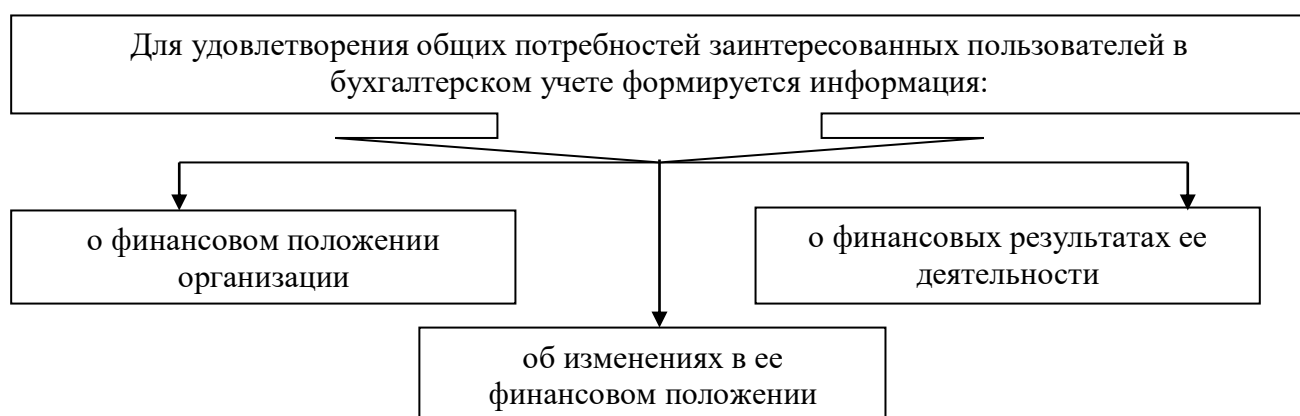 Для удовлетворения общих потребностей заинтересованных пользователей в
бухгалтерском учете формируется информация:
о финансовом положении
организации
о финансовых результатах ее
деятельности
об изменениях в ее
финансовом положении